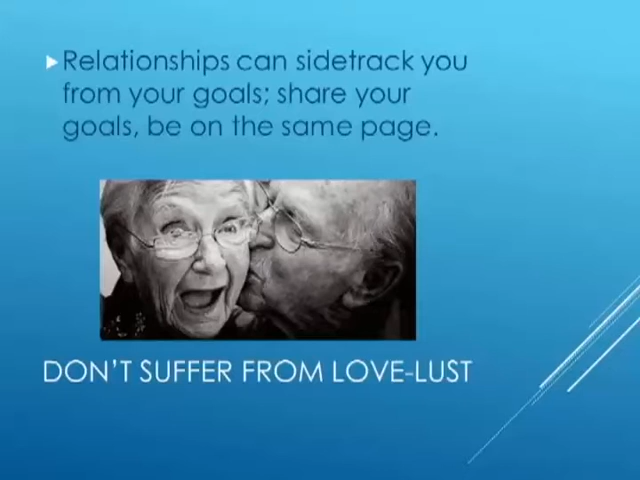 Relationships can sidetrack you
from your goals; share your
goals, be on the same page.
DON'T SUFFER FROM LOVE-LUST